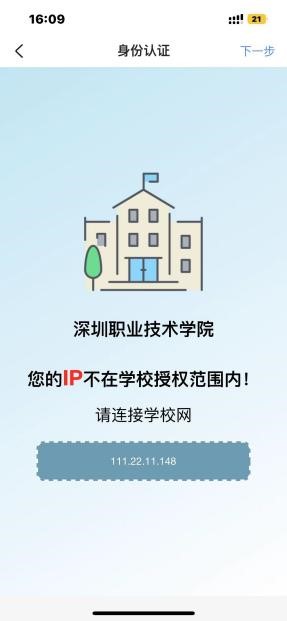 16:09
21
身份认证
下一步
深圳职业技术学院
您的IP不在学校授权范围内！
请连接学校网
111.22.11.148